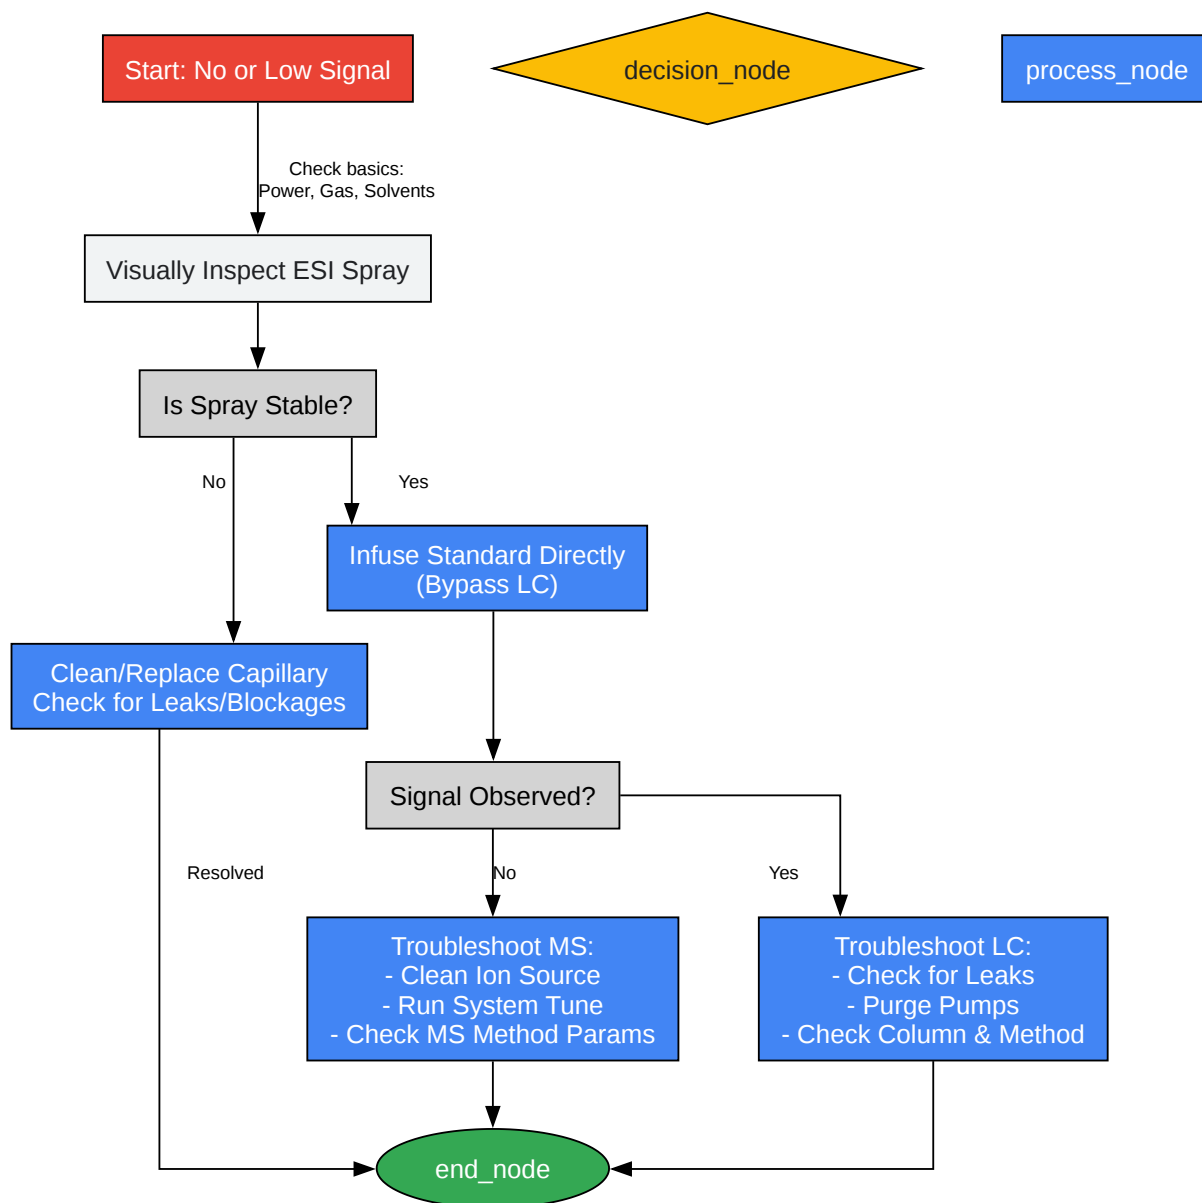 Start: No or Low Signal
decision_node
process_node
Check basics:
Power, Gas, Solvents
Visually Inspect ESI Spray
Is Spray Stable?
No
Yes
Infuse Standard Directly
(Bypass LC)
Clean/Replace Capillary
Check for Leaks/Blockages
Signal Observed?
Resolved
No
Yes
Troubleshoot MS:
- Clean Ion Source
- Run System Tune
- Check MS Method Params
Troubleshoot LC:
- Check for Leaks
- Purge Pumps
- Check Column & Method
end_node